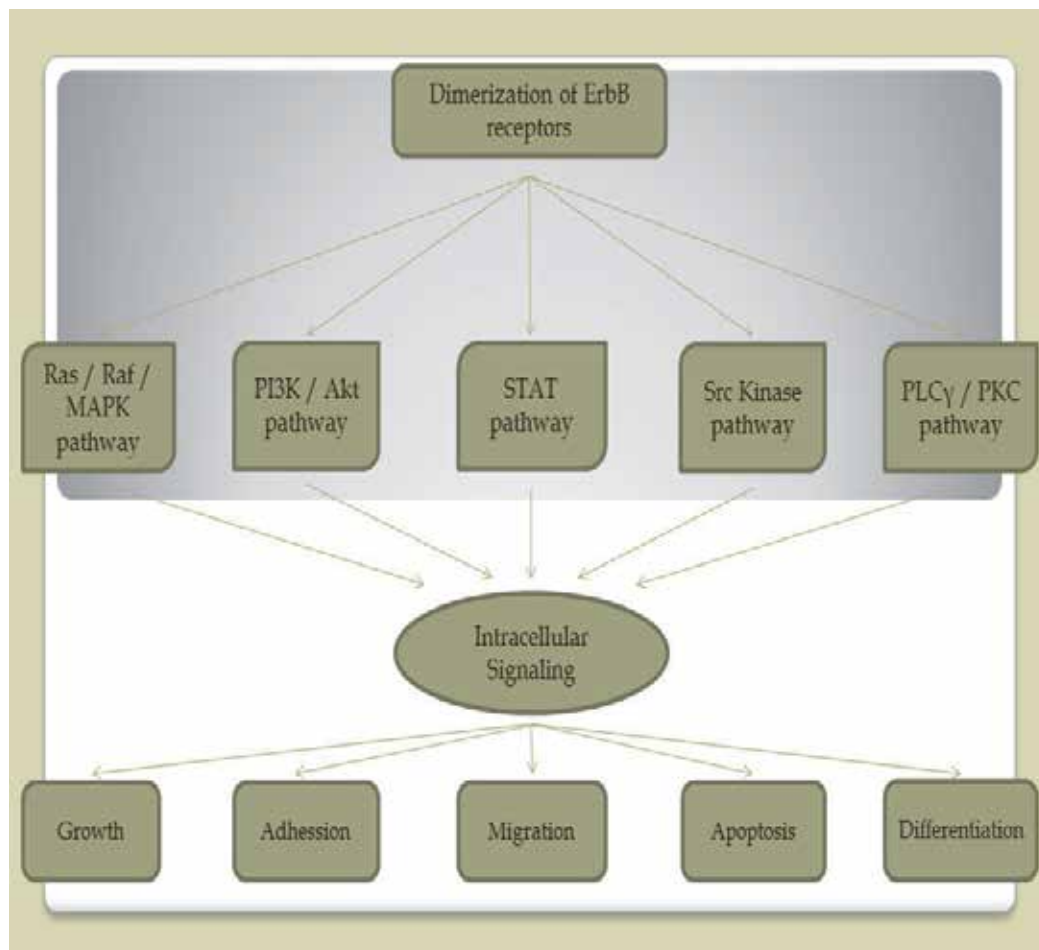 Dimerization of ErbB
receptors
Ras / Raf /
MAPK
pathway
PI3K / Akt
pathway
STAT
pathway
Src Kinase
pathway
PLCγ / PKC
pathway
Intracellular
Signaling
Growth
Adhession
Migration
Apoptosis
Differentiation